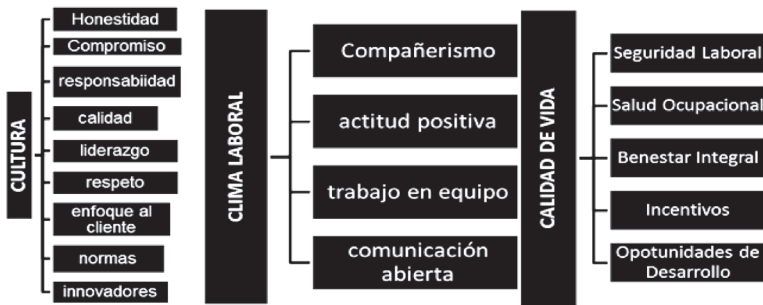 CULTURA
Honestidad
Compromiso
responsabiidad
calidad
liderazgo
respeto
enfoque al
cliente
normas
innovadores
CLIMA LABORAL
Compañerismo
actitud positiva
trabajo en equipo
comunicación
abierta
CALIDAD DE VIDA
Seguridad Laboral
Salud Ocupacional
Benestar Integral
Incentivos
Opotunidades de
Desarrollo